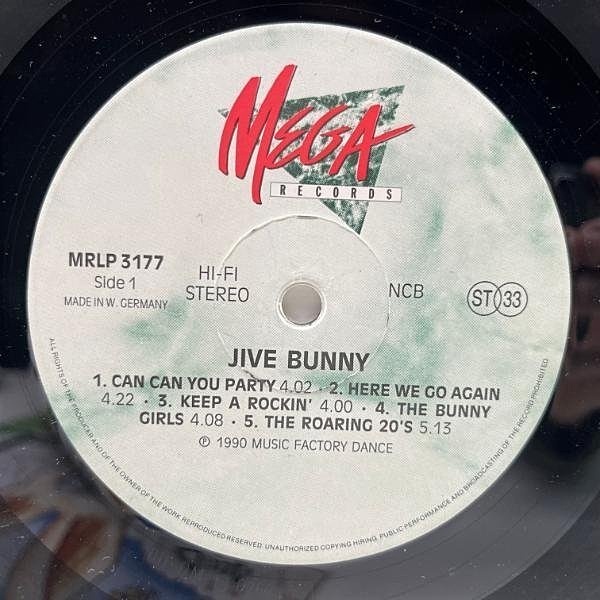 MEGA
RECORDS
MRLP 3177
Side 1
MADE IN W. GERMANY
HI-FI
STEREO
NCB
ST 33
JIVE BUNNY
1. CAN CAN YOU PARTY 4.02 · 2. HERE WE GO AGAIN
4.22 · 3. KEEP A ROCKIN' 4.00 · 4. THE BUNNY
GIRLS 4.08 · 5. THE ROARING 20'S 5.13
℗ 1990 MUSIC FACTORY DANCE
ALL RIGHTS OF THE PRODUCER AND OF THE OWNER OF THE WORK REPRODUCED RESERVED. UNAUTHORIZED COPYING HIRING, PUBLIC PERFORMANCE AND BROADCASTING OF THE RECORD PROHIBITED